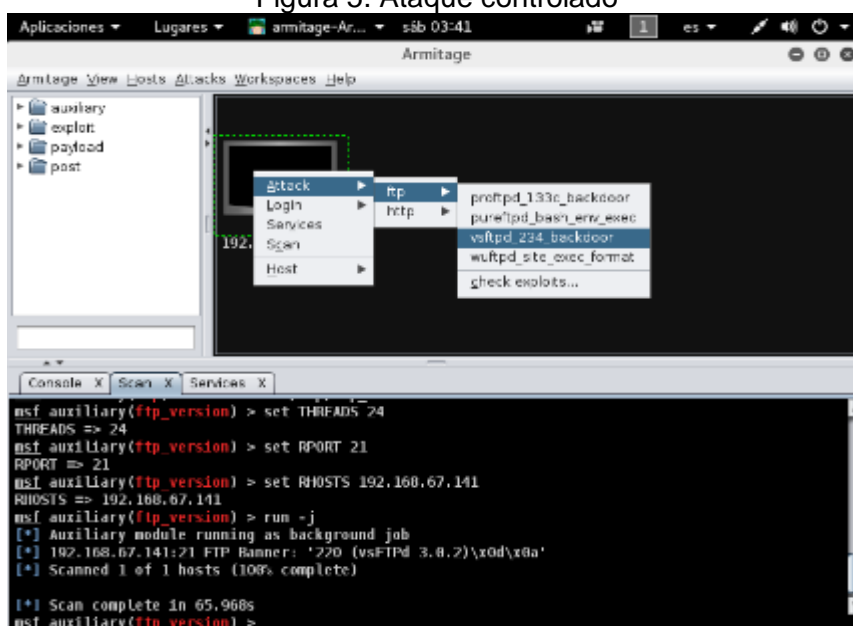 Figura 5. Ataque controlado
Aplicaciones Lugares armitage-Ar... sáb 03:41 1 es
Armitage
Armitage View Hosts Attacks Workspaces Help
auxiliary
exploit
payload
post
Attack
Login
Services
Scan
Host
ftp
http
proftpd_133c_backdoor
pureftpd_bash_env_exec
vsftpd_234_backdoor
wuftpd_site_exec_format
check exploits...
192.
Console X Scan X Services X
msf auxiliary(ftp_version) > set THREADS 24
THREADS => 24
msf auxiliary(ftp_version) > set RPORT 21
RPORT => 21
msf auxiliary(ftp_version) > set RHOSTS 192.168.67.141
RHOSTS => 192.168.67.141
msf auxiliary(ftp_version) > run -j
[*] Auxiliary module running as background job
[*] 192.168.67.141:21 FTP Banner: '220 (vsFTPd 3.0.2)\x0d\x0a'
[*] Scanned 1 of 1 hosts (100% complete)
[*] Scan complete in 65.968s
msf auxiliary(ftp_version) >